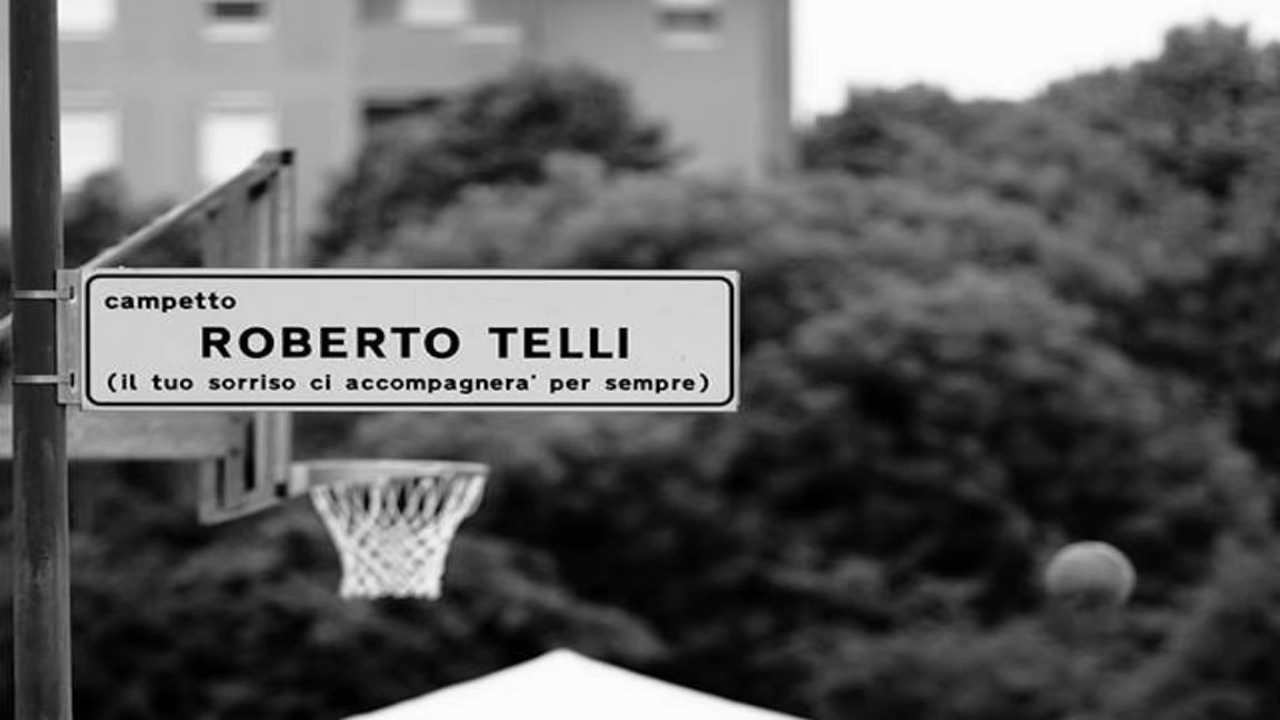 campetto
ROBERTO TELLI
(il tuo sorriso ci accompagnera' per sempre)